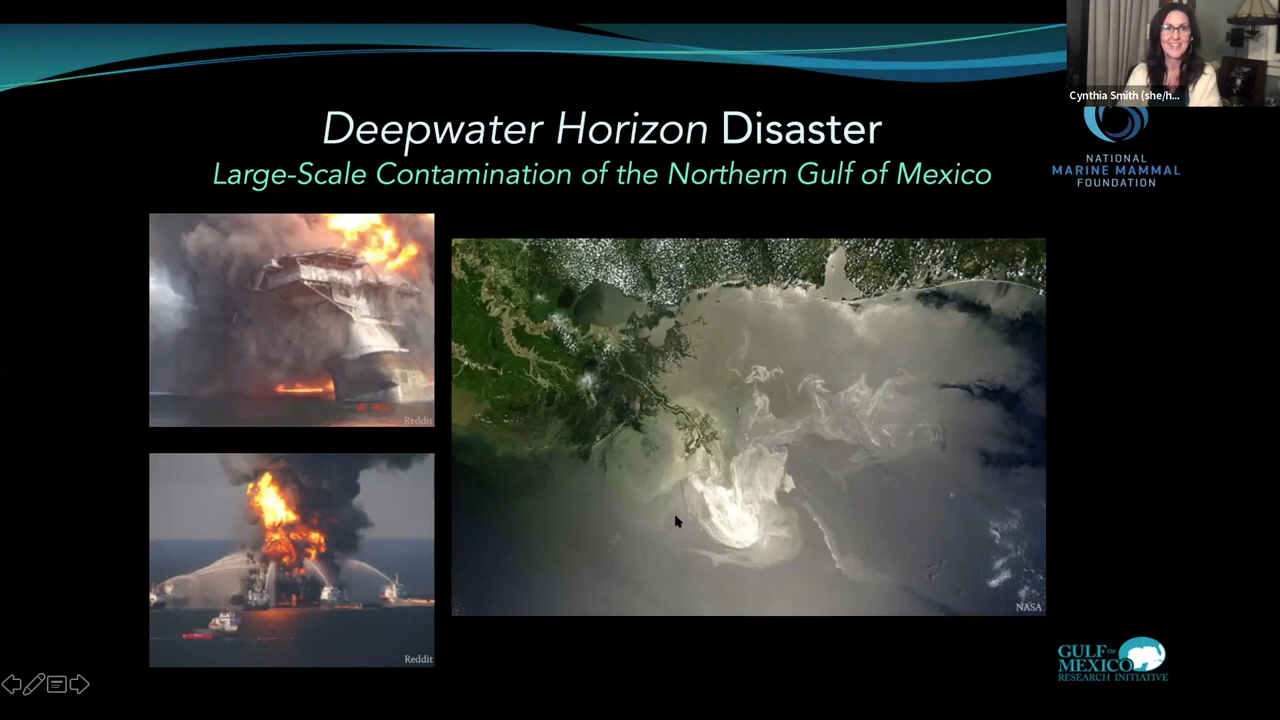 Cynthia Smith (she/h...
Deepwater Horizon Disaster
Large-Scale Contamination of the Northern Gulf of Mexico
NATIONAL
MARINE MAMMAL
FOUNDATION
Reddit
Reddit
NASA
GULF OF
MEXICO
RESEARCH INITIATIVE